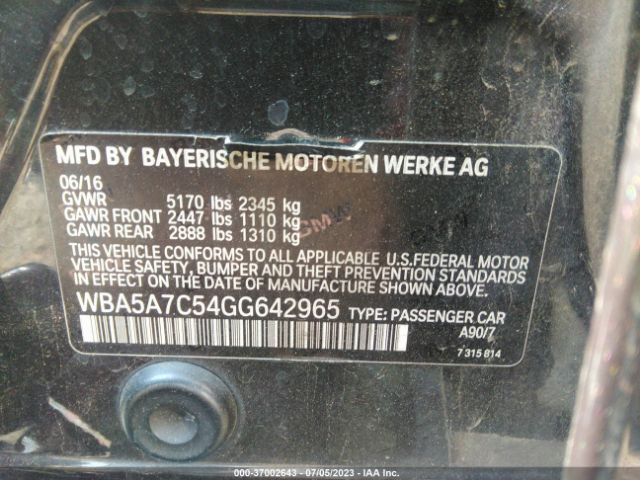 MFD BY BAYERISCHE MOTOREN WERKE AG
06/16
GVWR 5170 lbs 2345 kg
GAWR FRONT 2447 lbs 1110 kg
GAWR REAR 2888 lbs 1310 kg
BMW
THIS VEHICLE CONFORMS TO ALL APPLICABLE U.S.FEDERAL MOTOR
VEHICLE SAFETY, BUMPER AND THEFT PREVENTION STANDARDS
IN EFFECT ON THE DATE OF MANUFACTURE SHOWN ABOVE.
WBA5A7C54GG642965 TYPE: PASSENGER CAR
A90/7
7 315 814
000-37002643 - 07/05/2023 - IAA Inc.